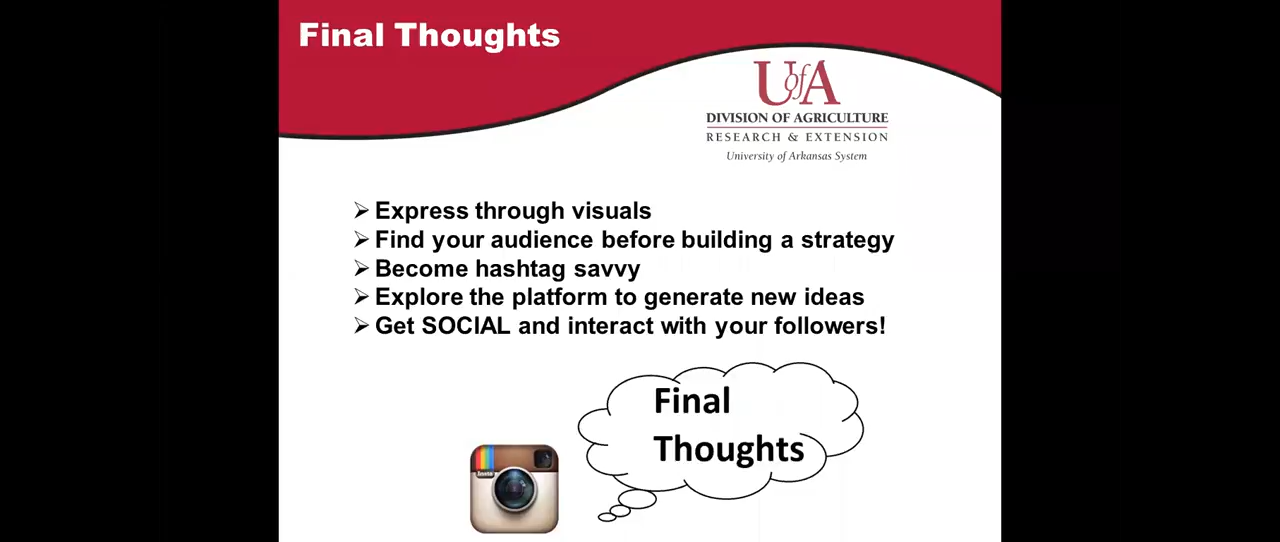 Final Thoughts
UofA
DIVISION OF AGRICULTURE
RESEARCH & EXTENSION
University of Arkansas System
Express through visuals
Find your audience before building a strategy
Become hashtag savvy
Explore the platform to generate new ideas
Get SOCIAL and interact with your followers!
Final
Thoughts
Insta